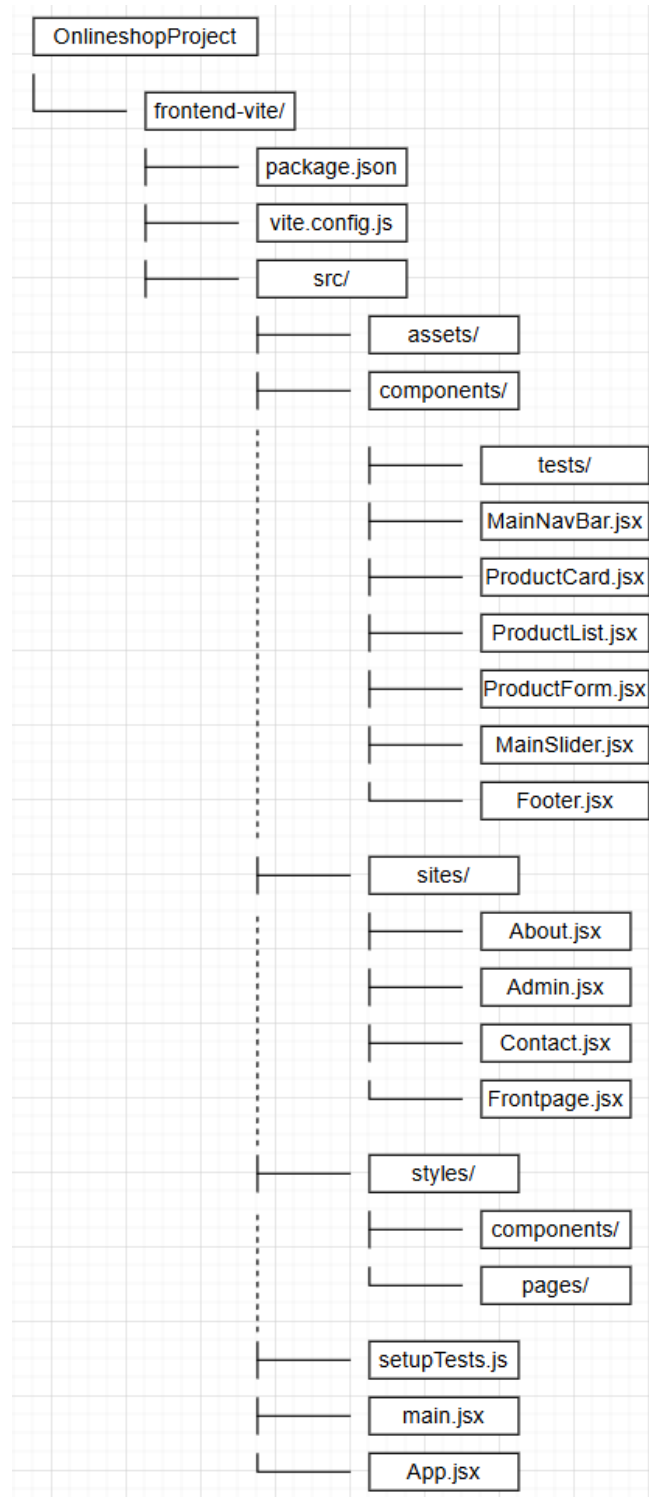 OnlineshopProject
frontend-vite/
package.json
vite.config.js
src/
assets/
components/
tests/
MainNavBar.jsx
ProductCard.jsx
ProductList.jsx
ProductForm.jsx
MainSlider.jsx
Footer.jsx
sites/
About.jsx
Admin.jsx
Contact.jsx
Frontpage.jsx
styles/
components/
pages/
setupTests.js
main.jsx
App.jsx